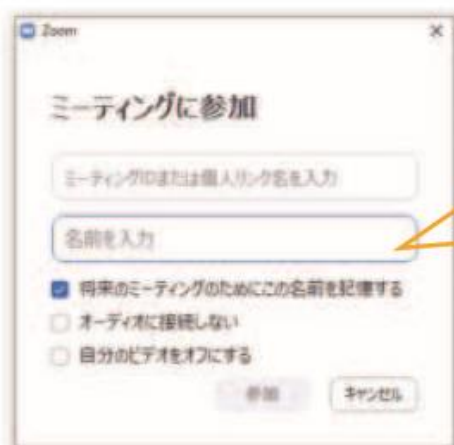 Zoom
ミーティングに参加
ミーティングIDまたは個人リンク名を入力
名前を入力
将来のミーティングのためにこの名前を記憶する
オーディオに接続しない
自分のビデオをオフにする
参加 キャンセル